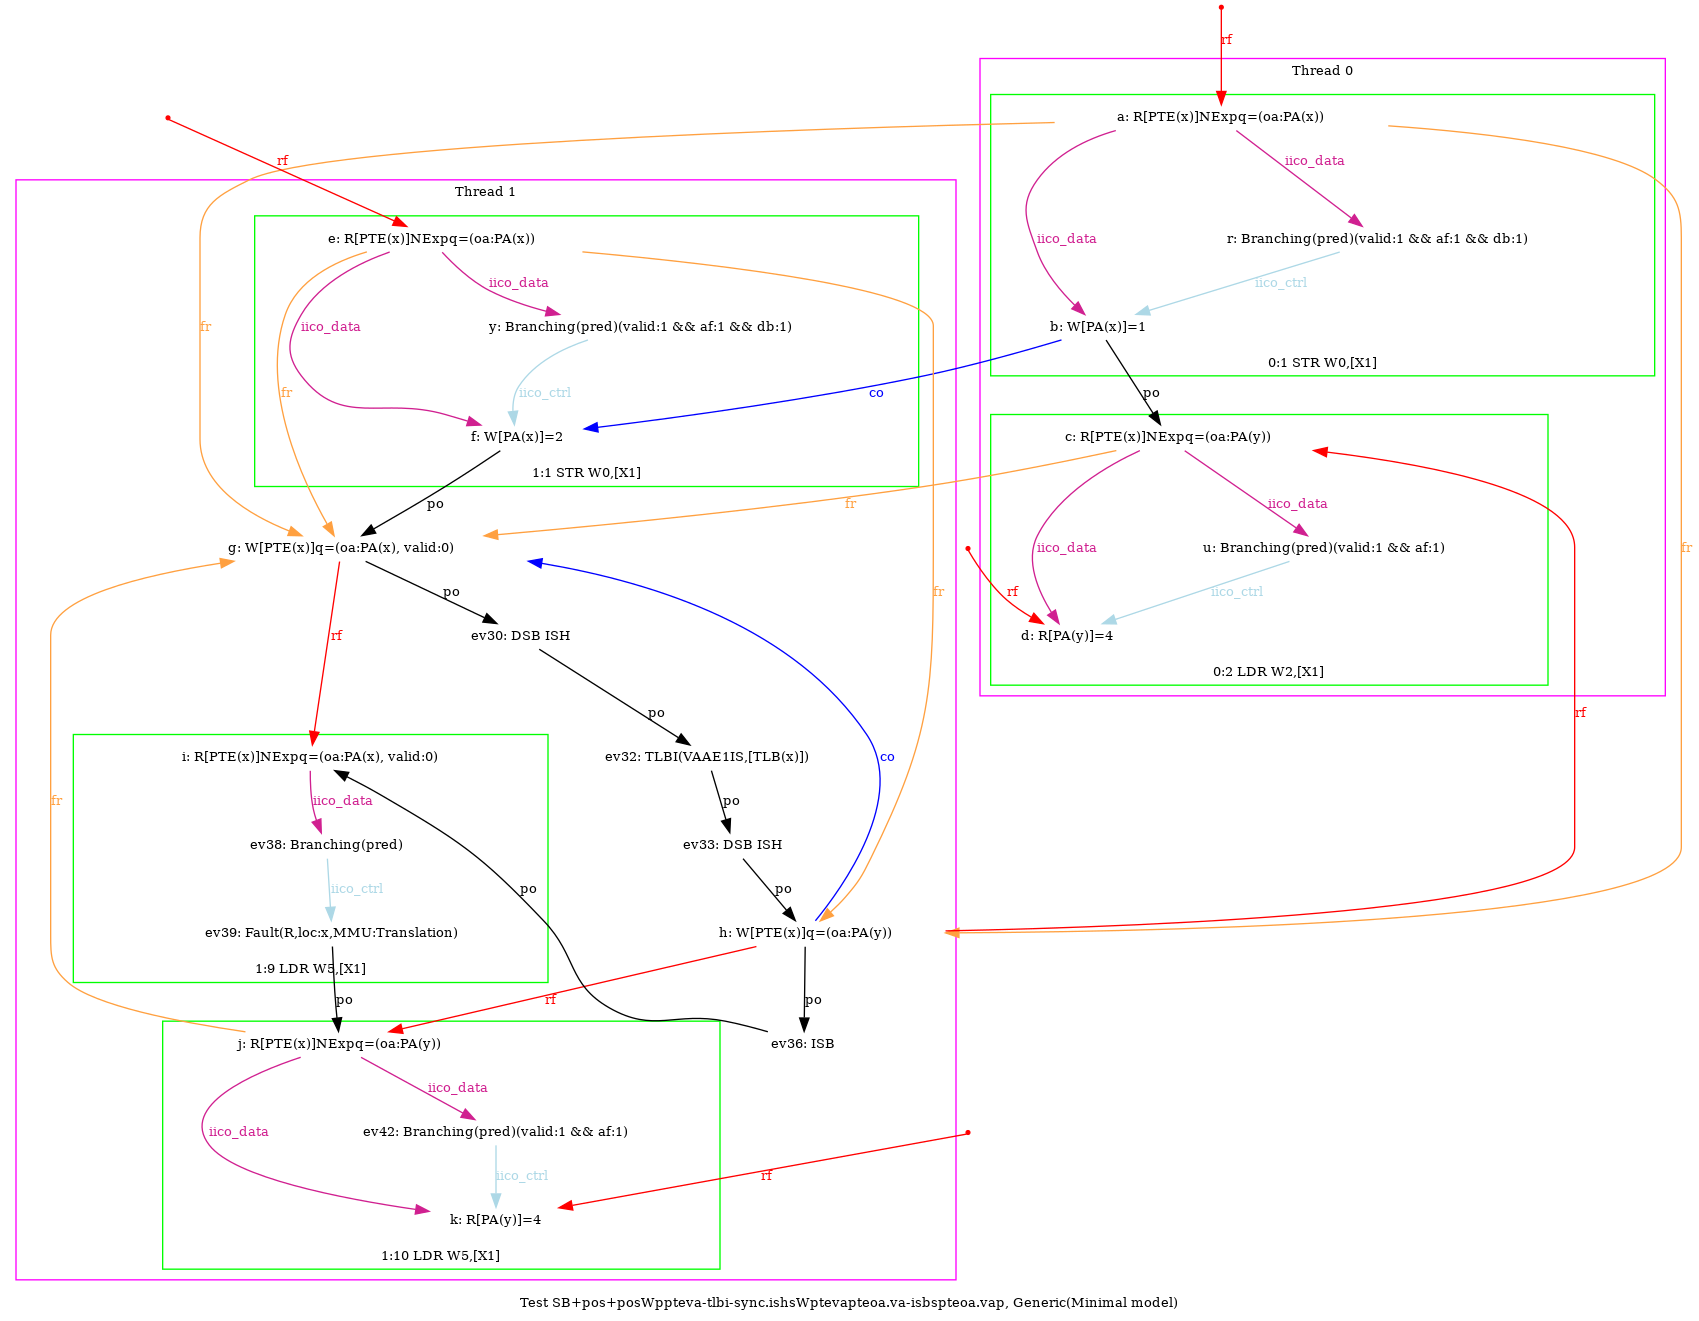 rf
Thread 0
a: R[PTE(x)]NExpq=(oa:PA(x))
rf
iico_data
Thread 1
e: R[PTE(x)]NExpq=(oa:PA(x))
iico_data
r: Branching(pred)(valid:1 && af:1 && db:1)
iico_data
iico_ctrl
fr
iico_data
y: Branching(pred)(valid:1 && af:1 && db:1)
b: W[PA(x)]=1
0:1 STR W0,[X1]
fr
iico_ctrl
co
po
f: W[PA(x)]=2
c: R[PTE(x)]NExpq=(oa:PA(y))
1:1 STR W0,[X1]
po
fr
iico_data
g: W[PTE(x)]q=(oa:PA(x), valid:0)
iico_data
u: Branching(pred)(valid:1 && af:1)
fr
po
fr
rf
iico_ctrl
rf
ev30: DSB ISH
d: R[PA(y)]=4
0:2 LDR W2,[X1]
po
rf
i: R[PTE(x)]NExpq=(oa:PA(x), valid:0)
ev32: TLBI(VAAE1IS,[TLB(x)])
co
fr
iico_data
po
ev38: Branching(pred)
ev33: DSB ISH
iico_ctrl
po
po
ev39: Fault(R,loc:x,MMU:Translation)
h: W[PTE(x)]q=(oa:PA(y))
1:9 LDR W5,[X1]
po
rf
po
j: R[PTE(x)]NExpq=(oa:PA(y))
ev36: ISB
iico_data
iico_data
ev42: Branching(pred)(valid:1 && af:1)
iico_ctrl
rf
k: R[PA(y)]=4
1:10 LDR W5,[X1]
Test SB+pos+posWppteva-tlbi-sync.ishsWptevapteoa.va-isbspteoa.vap, Generic(Minimal model)